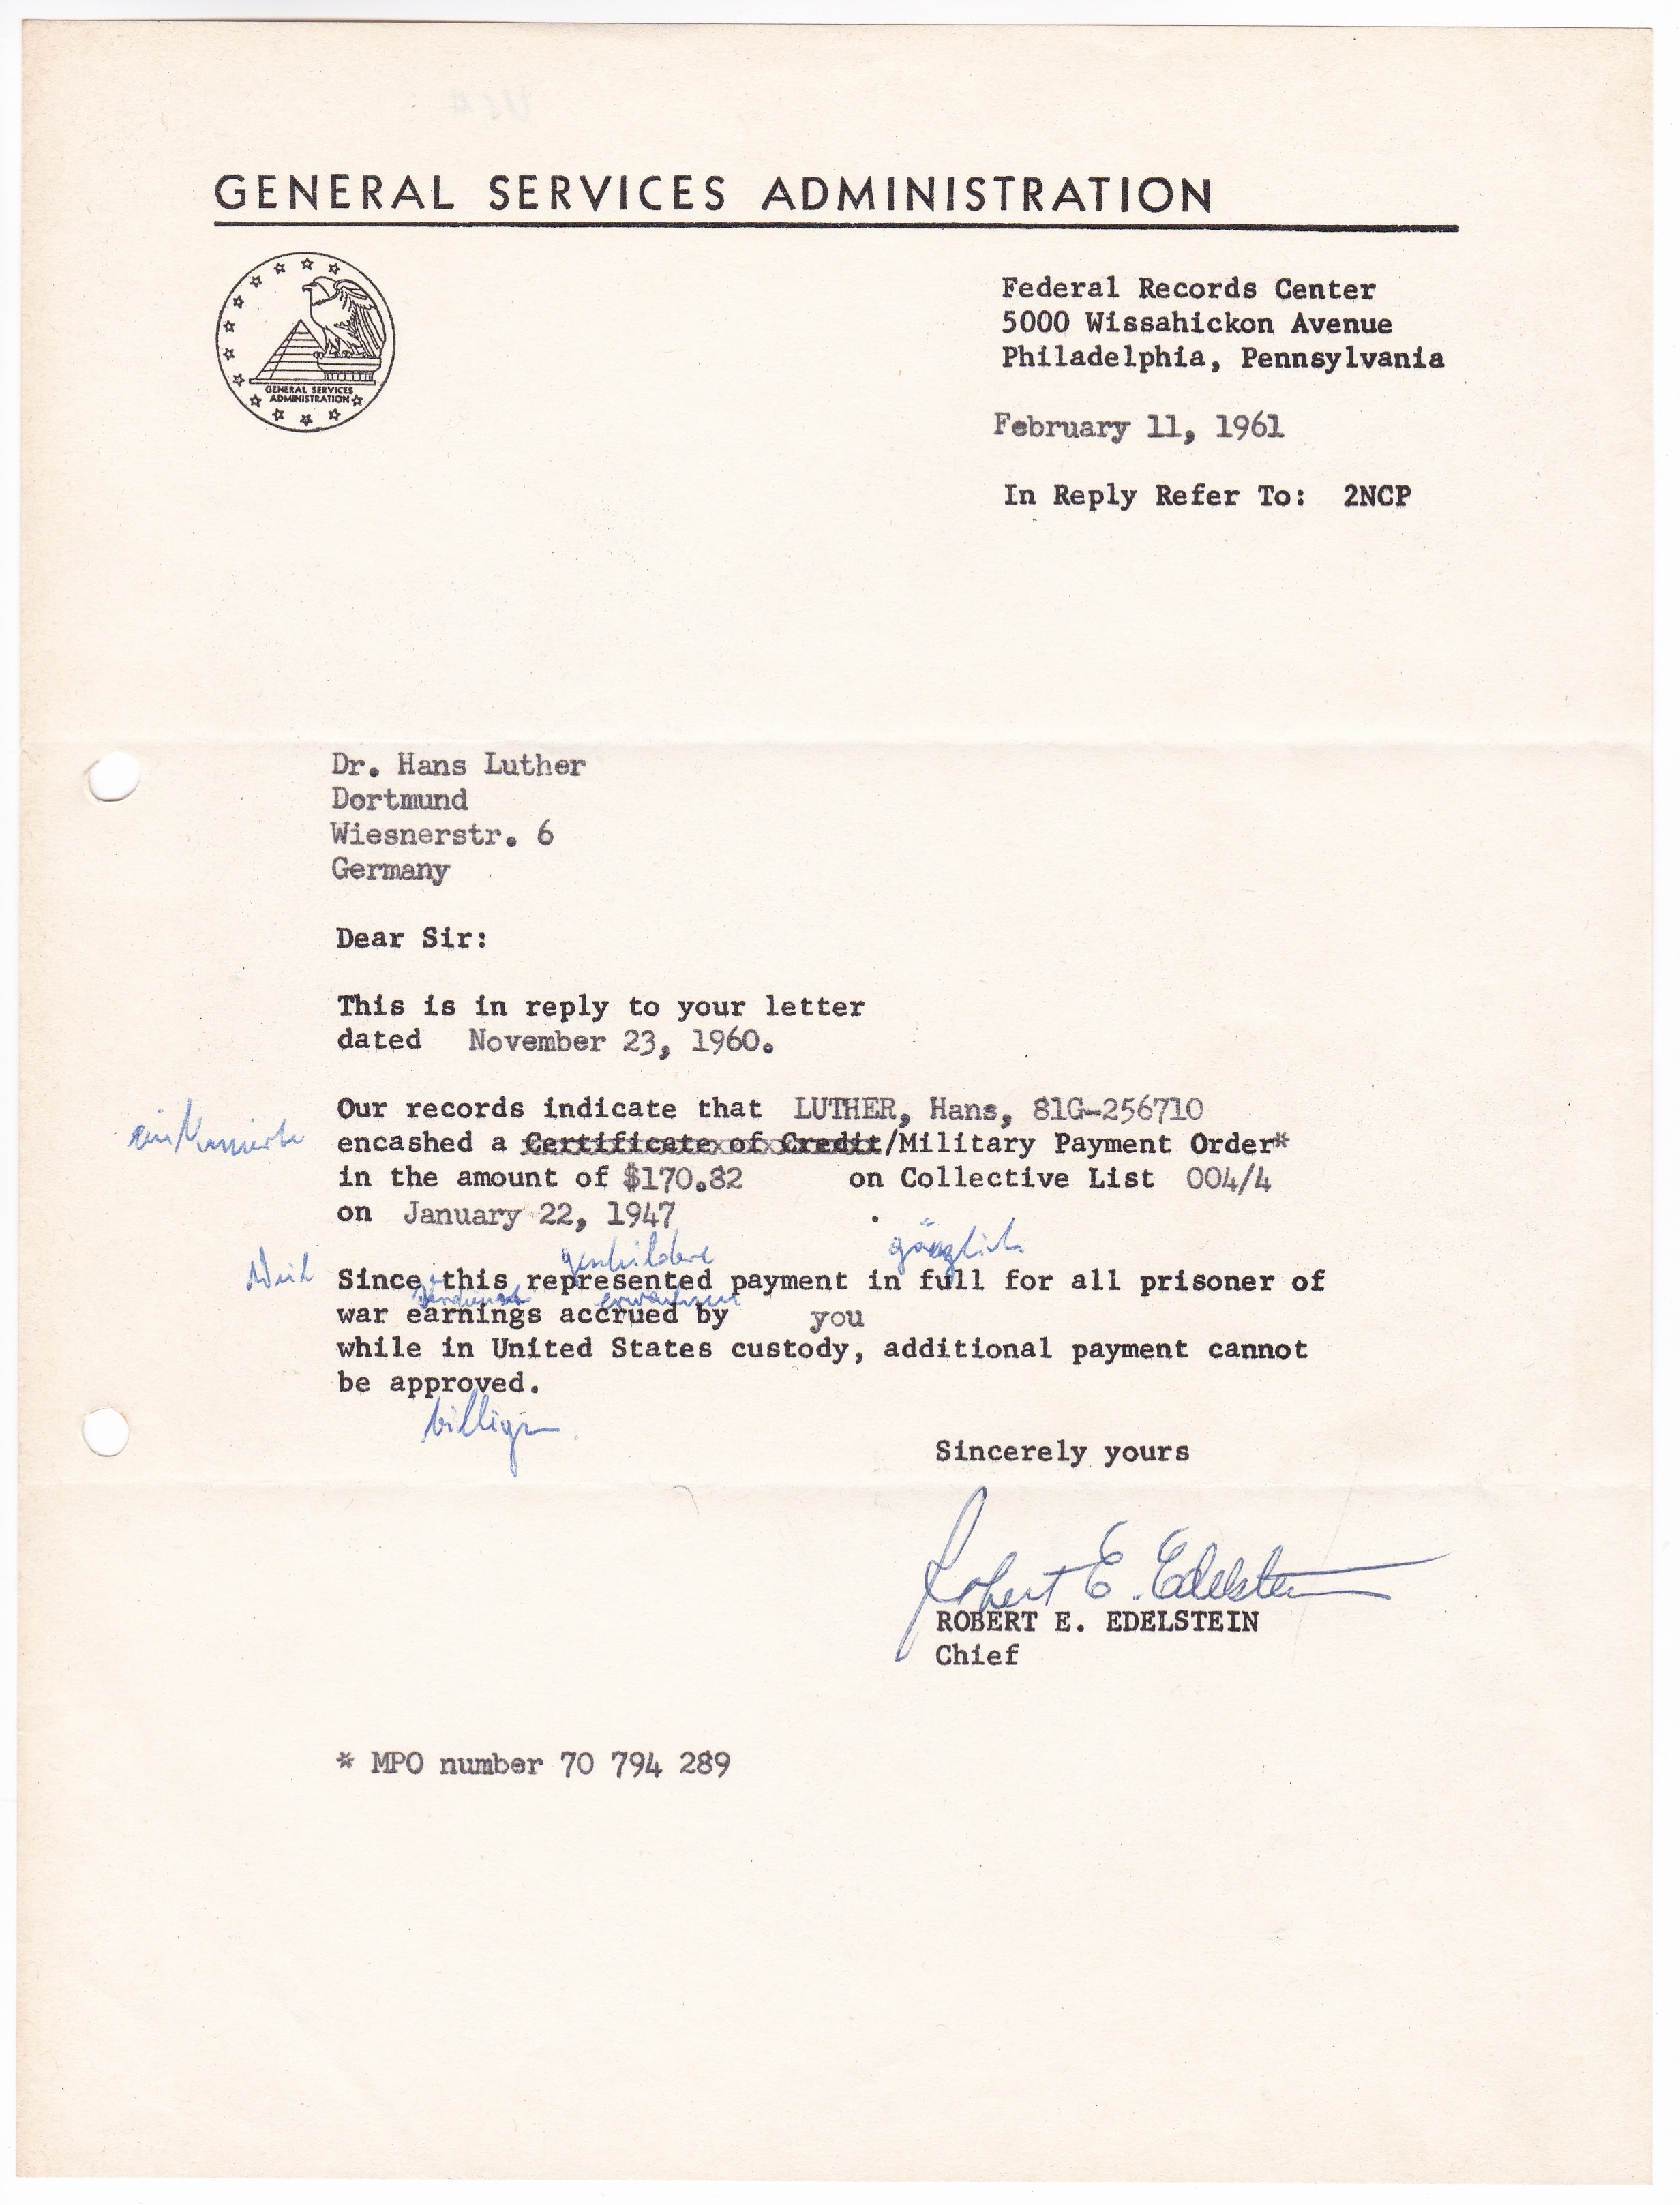 GENERAL SERVICES ADMINISTRATION
GENERAL SERVICES
ADMINISTRATION
Federal Records Center
5000 Wissahickon Avenue
Philadelphia, Pennsylvania
February 11, 1961
In Reply Refer To: 2NCP
Dr. Hans Luther
Dortmund
Wiesnerstr. 6
Germany
Dear Sir:
This is in reply to your letter
dated November 23, 1960.
Our records indicate that LUTHER, Hans, 81G-256710
einkassierte
encashed a Certificate of Credit/Military Payment Order*
in the amount of $170.82 on Collective List 004/4
on January 22, 1947.
gänzlich
Since this represented payment in full for all prisoner of
war earnings accrued by you
while in United States custody, additional payment cannot
be approved.
billigen
Sincerely yours
Robert E. Edelstein
ROBERT E. EDELSTEIN
Chief
* MPO number 70 794 289